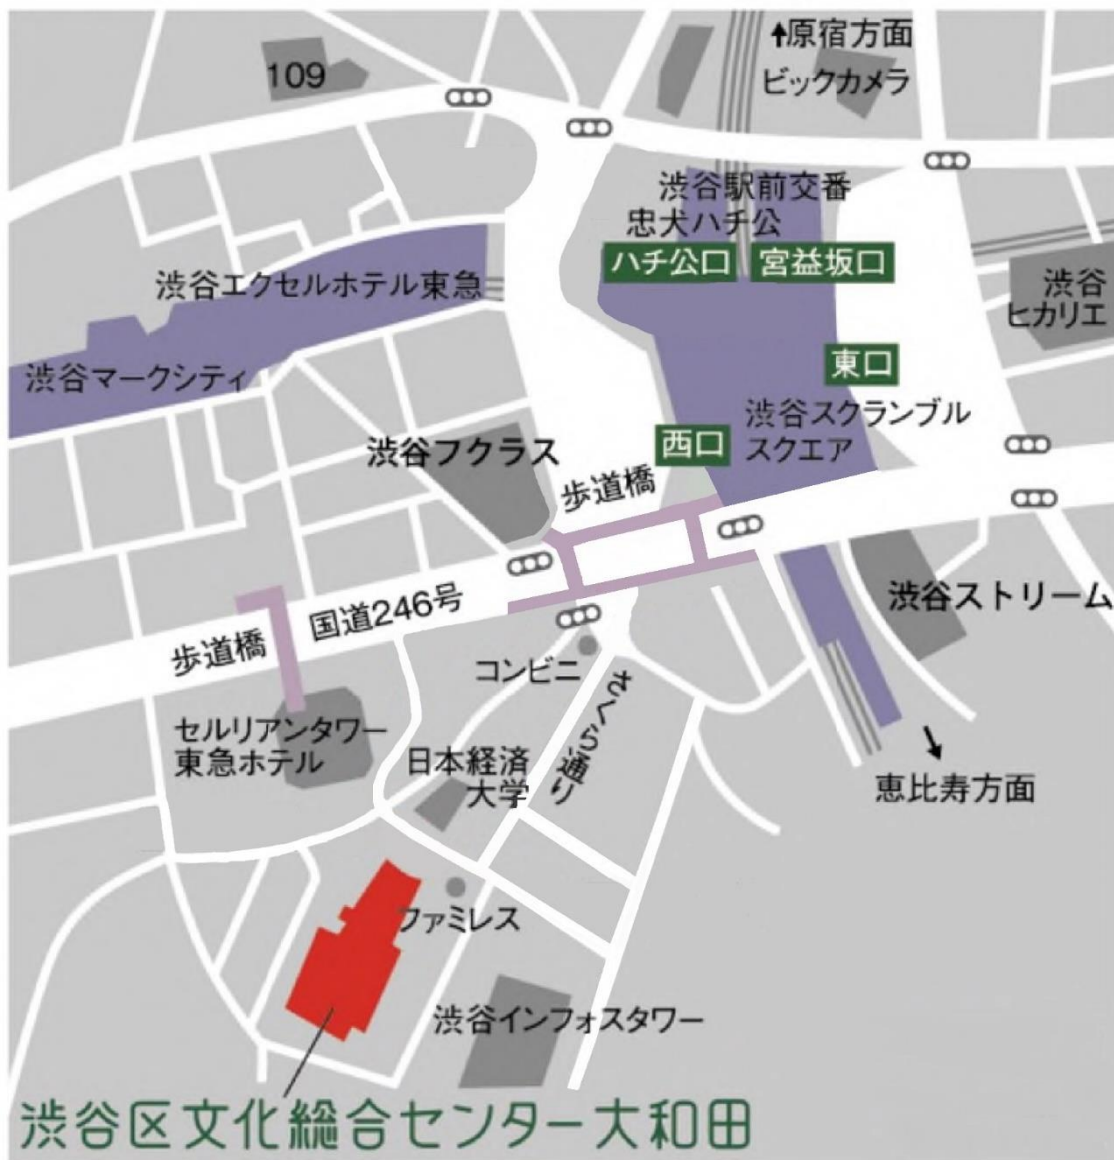 ↑原宿方面
109
ビックカメラ
渋谷駅前交番
忠犬ハチ公
ハチ公口
宮益坂口
渋谷エクセルホテル東急
渋谷
ヒカリエ
渋谷マークシティ
東口
渋谷スクランブル
スクエア
西口
渋谷フクラス
歩道橋
国道246号
渋谷ストリーム
歩道橋
コンビニ
さくら通り
セルリアンタワー
東急ホテル
日本経済
大学
恵比寿方面
ファミレス
渋谷インフォスタワー
渋谷区文化総合センター大和田